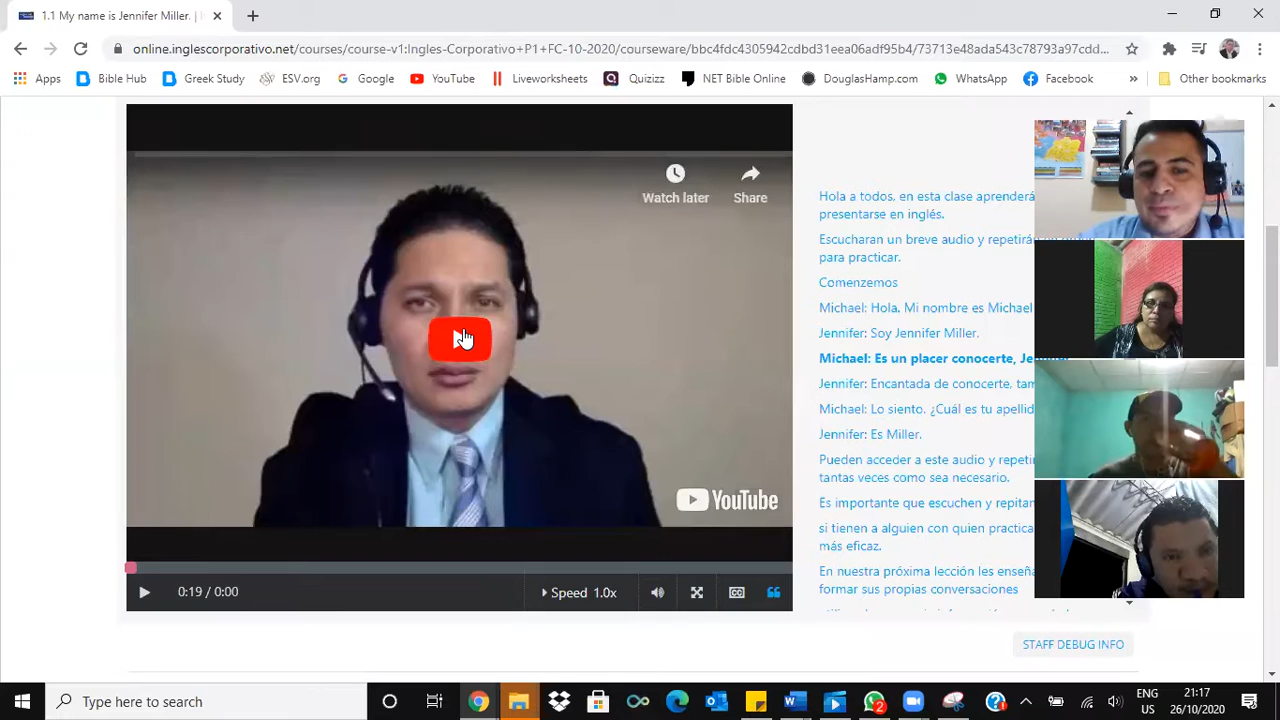 1.1 My name is Jennifer Miller. |
online.inglescorporativo.net/courses/course-v1:Ingles-Corporativo+P1+FC-10-2020/courseware/bbc4fdc4305942cdbd31eea06adf95b4/73713e48ada543c78793a97cdd...
Apps Bible Hub Greek Study ESV.org Google YouTube Liveworksheets Quizizz NET Bible Online DouglasHamp.com WhatsApp Facebook » Other bookmarks
Watch later
Share
YouTube
0:19 / 0:00
Speed 1.0x
Hola a todos, en esta clase aprenderá
presentarse en inglés.
Escucharan un breve audio y repetirán
para practicar.
Comenzemos
Michael: Hola. Mi nombre es Michael
Jennifer: Soy Jennifer Miller.
Michael: Es un placer conocerte,
Jennifer: Encantada de conocerte,
Michael: Lo siento. ¿Cuál es tu apellid
Jennifer: Es Miller.
Pueden acceder a este audio y repeti
tantas veces como sea necesario.
Es importante que escuchen y repitan
si tienen a alguien con quien practica
más eficaz.
En nuestra próxima lección les enseña
formar sus propias conversaciones
STAFF DEBUG INFO
Type here to search
2
ENG
US
21:17
26/10/2020